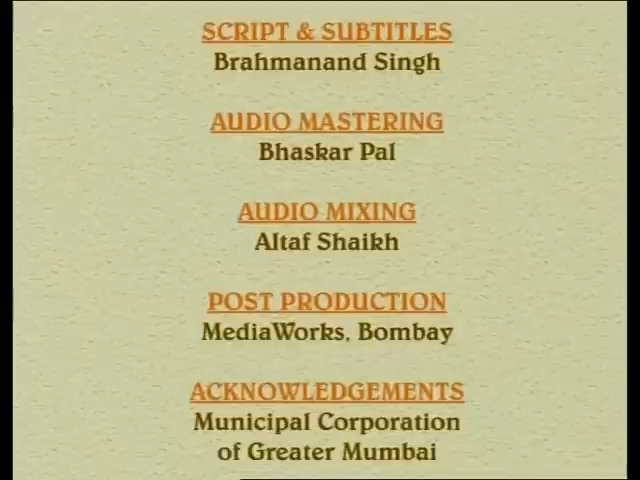 SCRIPT & SUBTITLES
Brahmanand Singh
AUDIO MASTERING
Bhaskar Pal
AUDIO MIXING
Altaf Shaikh
POST PRODUCTION
MediaWorks, Bombay
ACKNOWLEDGEMENTS
Municipal Corporation
of Greater Mumbai